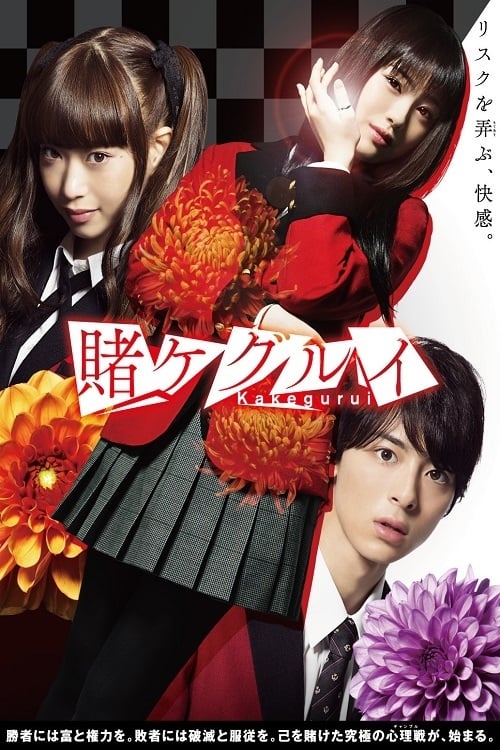 リスクを弄ぶ、快感。
賭ケグルイ
Kakegurui
勝者には富と権力を。敗者には破滅と服従を。己を賭けた究極の心理戦が、始まる。